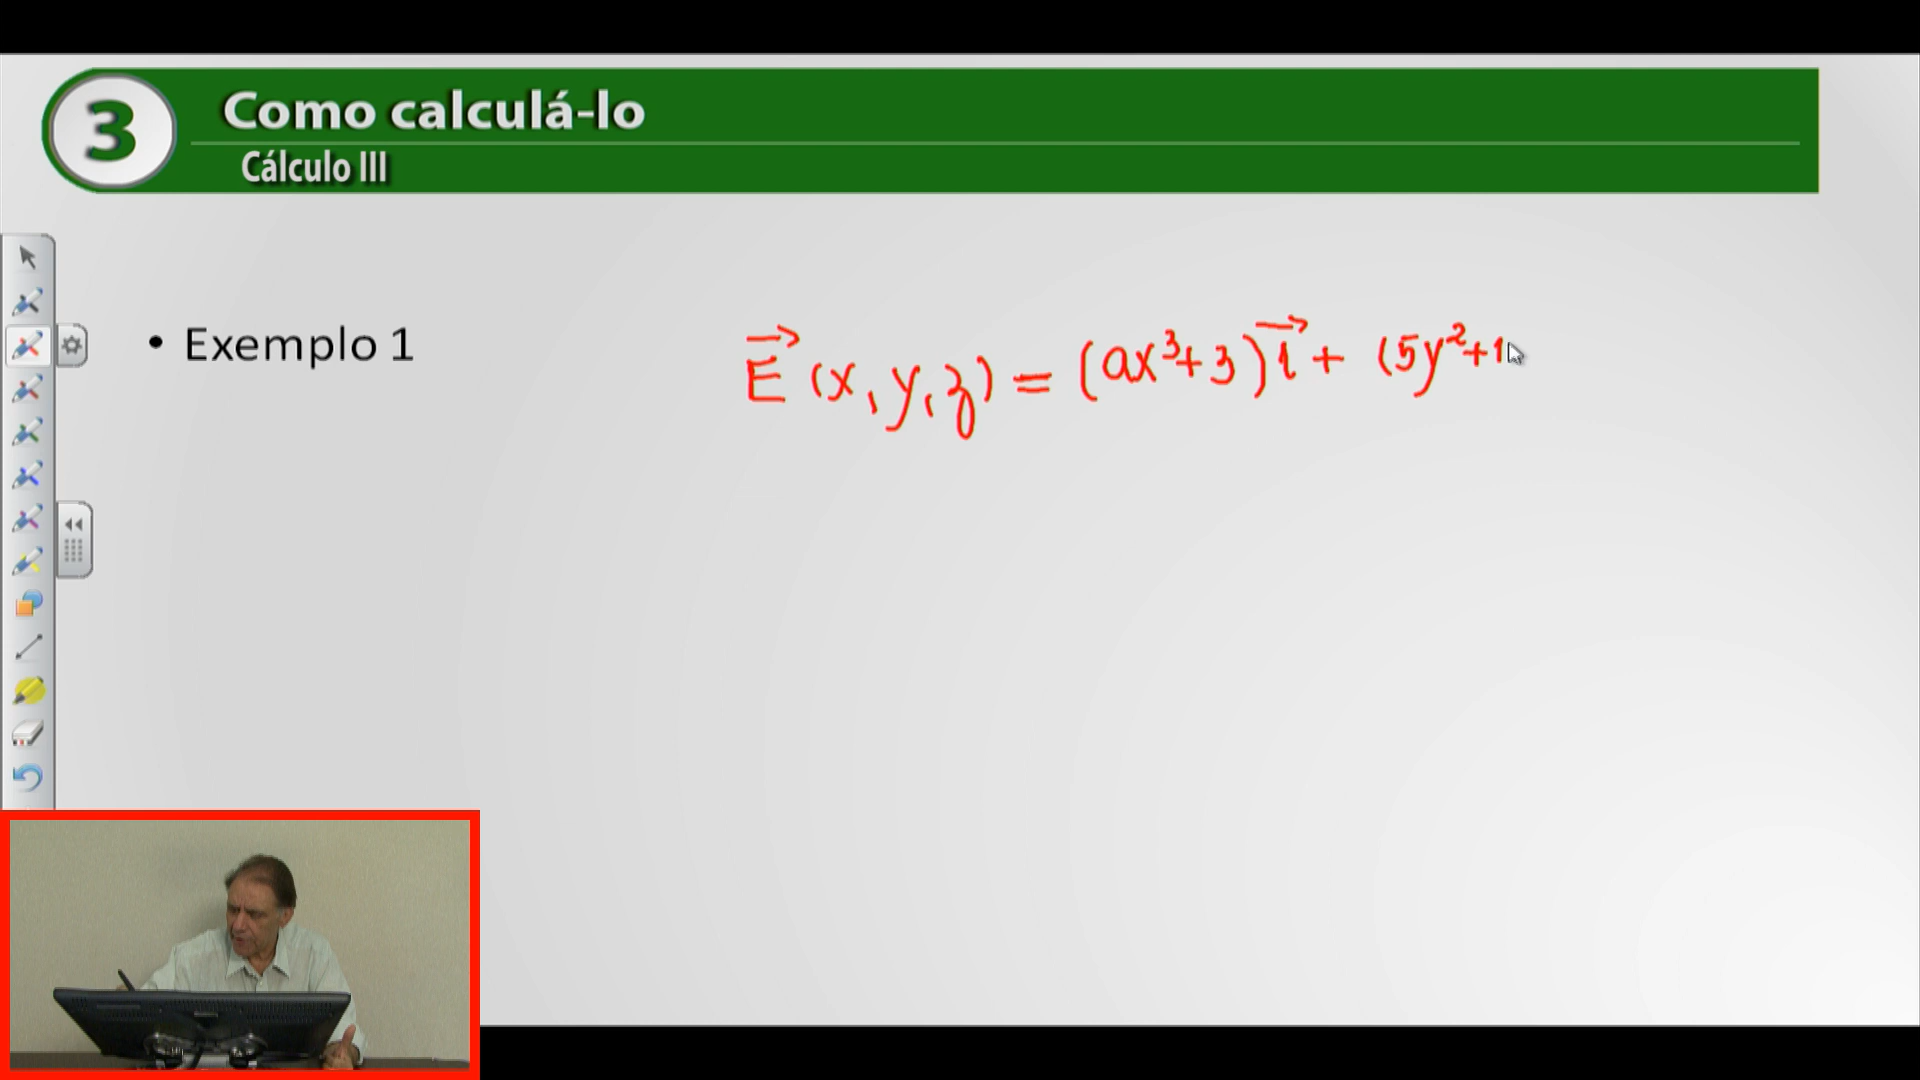 3
Como calculá-lo
Cálculo III
• Exemplo 1
E⃗ (x, y, z) = (ax³+3) i⃗ + (5y²+1